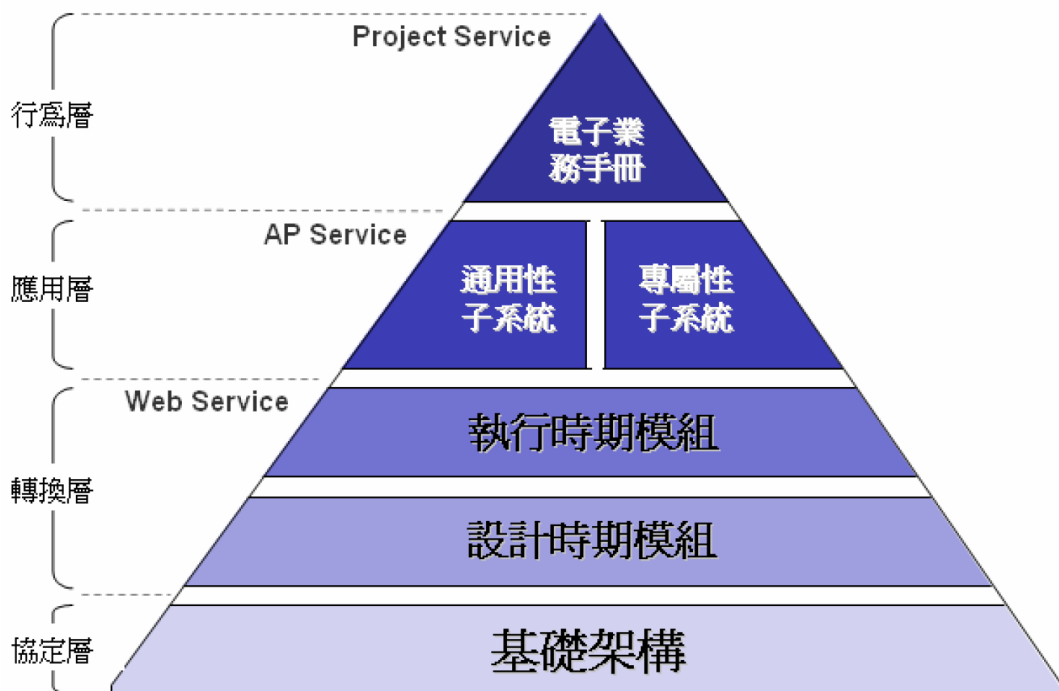 Project Service
行為層
電子業
務手冊
AP Service
應用層
通用性
子系統
專屬性
子系統
Web Service
執行時期模組
轉換層
設計時期模組
協定層
基礎架構